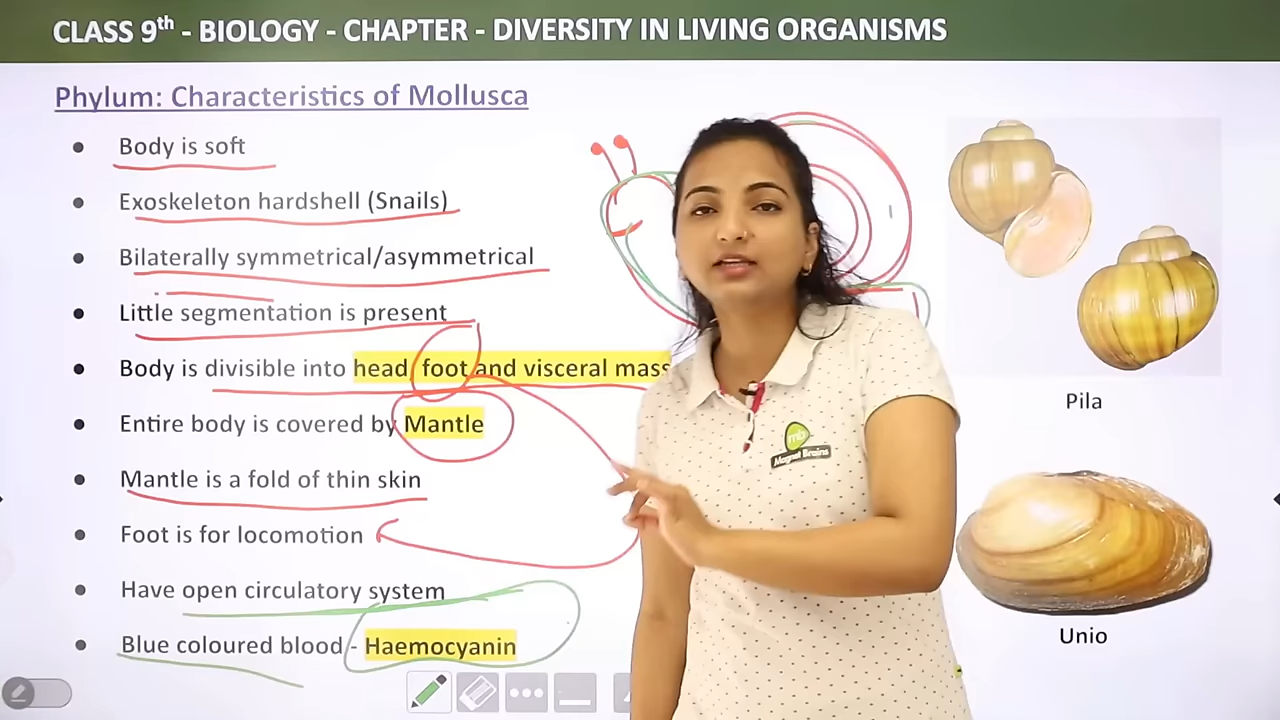 CLASS 9th - BIOLOGY - CHAPTER - DIVERSITY IN LIVING ORGANISMS
Phylum: Characteristics of Mollusca
• Body is soft
• Exoskeleton hardshell (Snails)
• Bilaterally symmetrical/asymmetrical
• Little segmentation is present
• Body is divisible into head, foot and visceral mass
• Entire body is covered by Mantle
• Mantle is a fold of thin skin
• Foot is for locomotion
• Have open circulatory system
• Blue coloured blood - Haemocyanin
Pila
Unio
mb
Magnet Brains